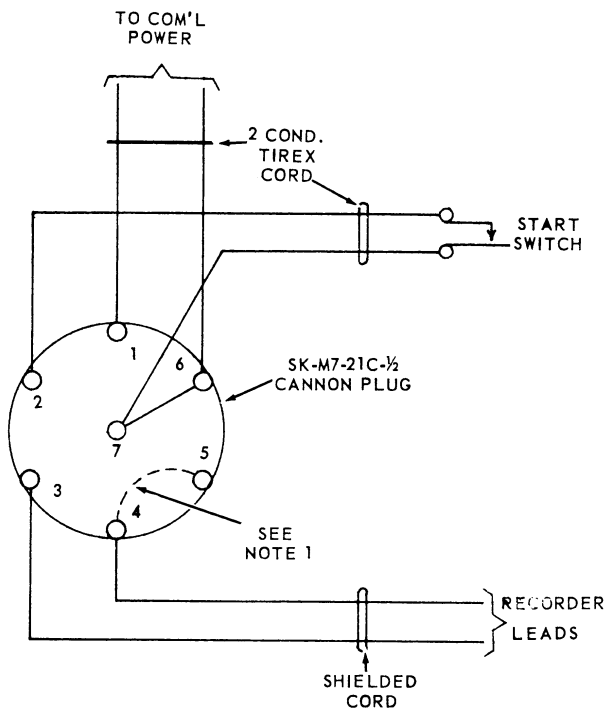 TO COM'L
POWER
2 COND.
TIREX
CORD
START
SWITCH
1
6
SK-M7-21C-½
CANNON PLUG
2
7
5
3
4
SEE
NOTE 1
RECORDER
LEADS
SHIELDED
CORD